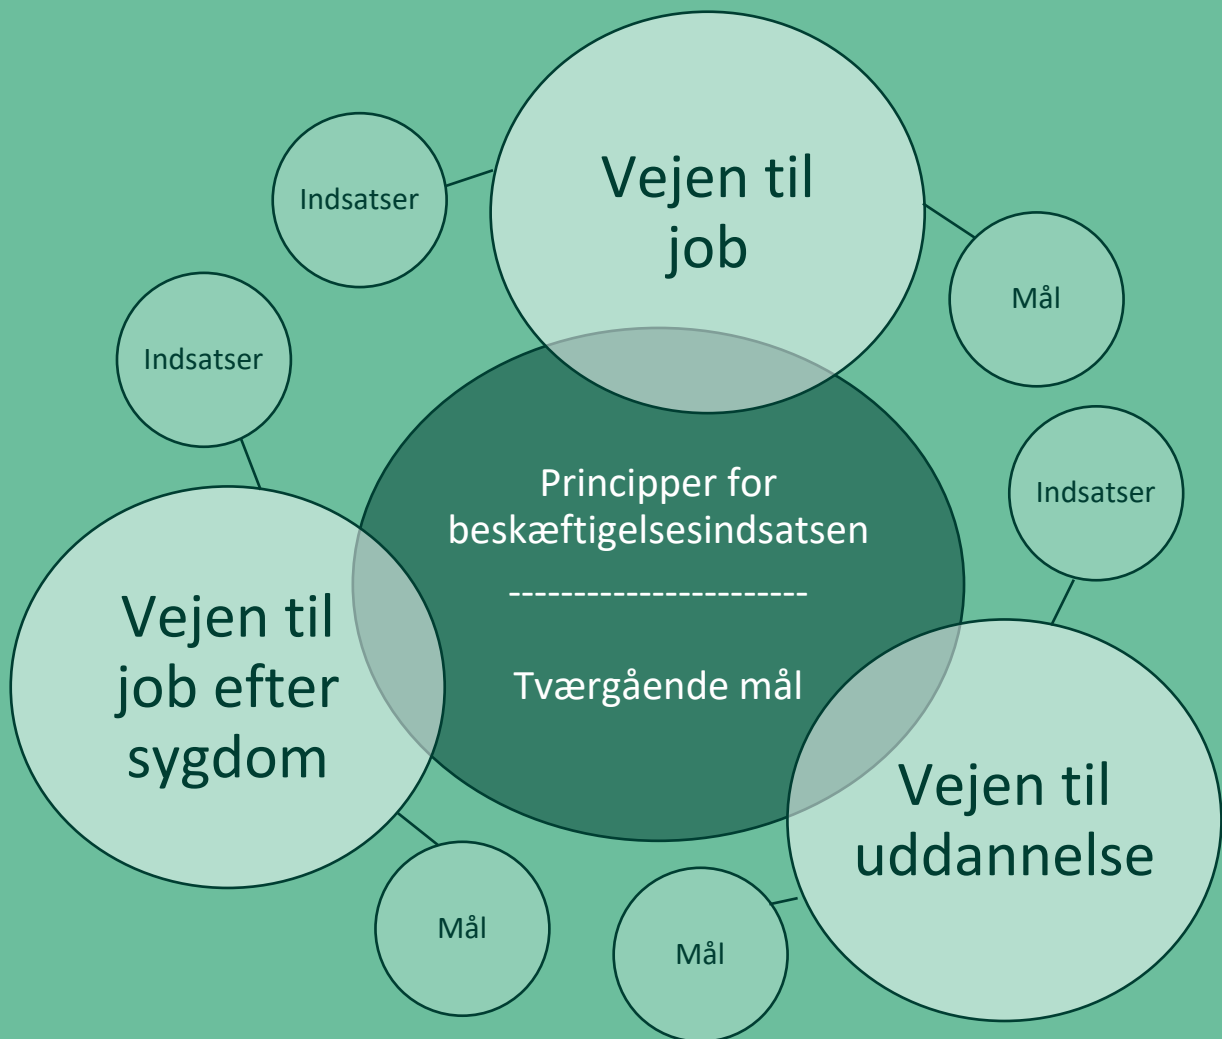 Vejen til
job
Indsatser
Mål
Indsatser
Principper for
beskæftigelsesindsatsen
-----------------------
Tværgående mål
Indsatser
Vejen til
job efter
sygdom
Vejen til
uddannelse
Mål
Mål